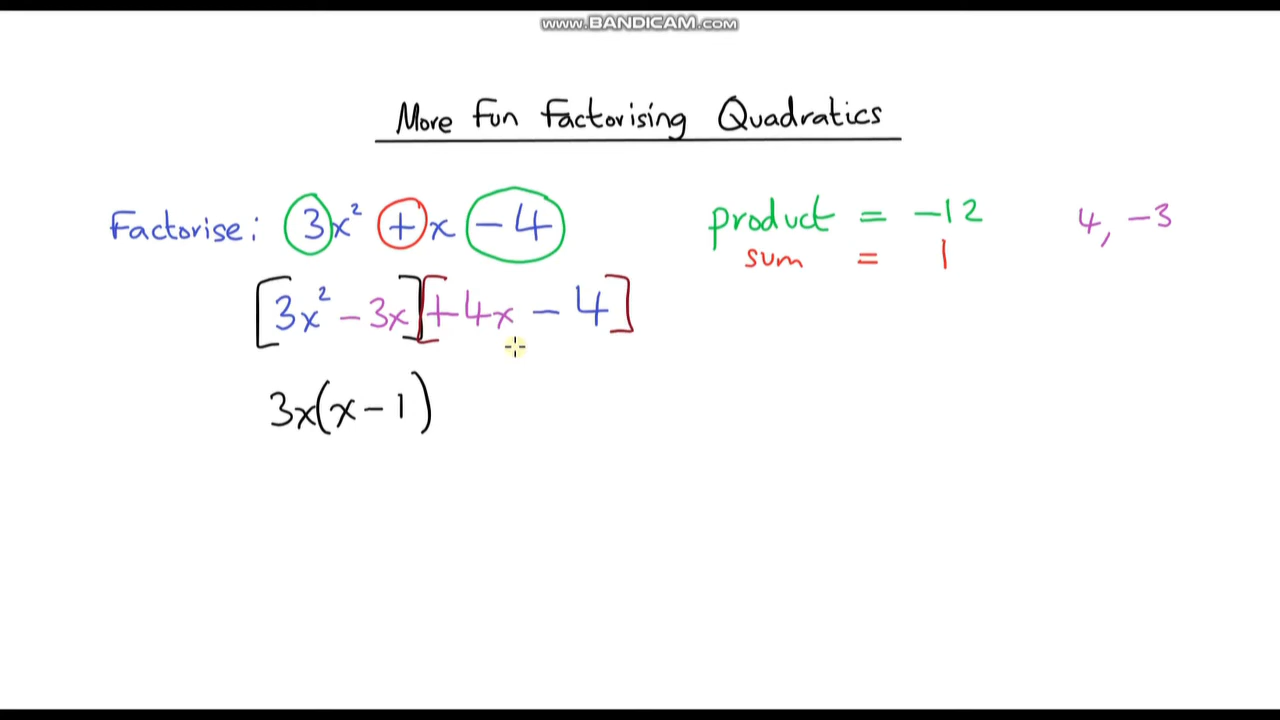 www.BANDICAM.com
More Fun Factorising Quadratics
Factorise: 3x² + x - 4
product = -12
sum = 1
4, -3
[3x² - 3x][+4x - 4]
3x(x - 1)